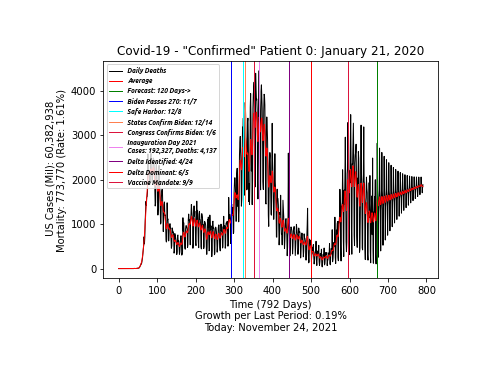 Covid-19 - "Confirmed" Patient 0: January 21, 2020
Daily Deaths
Average
Forecast: 120 Days->
Biden Passes 270: 11/7
Safe Harbor: 12/8
States Confirm Biden: 12/14
Congress Confirms Biden: 1/6
Inauguration Day 2021
Cases: 192,327, Deaths: 4,137
Delta Identified: 4/24
Delta Dominant: 6/5
Vaccine Mandate: 9/9
US Cases (Mil): 60,382,938
Mortality: 773,770 (Rate: 1.61%)
4000
3000
2000
1000
0
0 100 200 300 400 500 600 700 800
Time (792 Days)
Growth per Last Period: 0.19%
Today: November 24, 2021